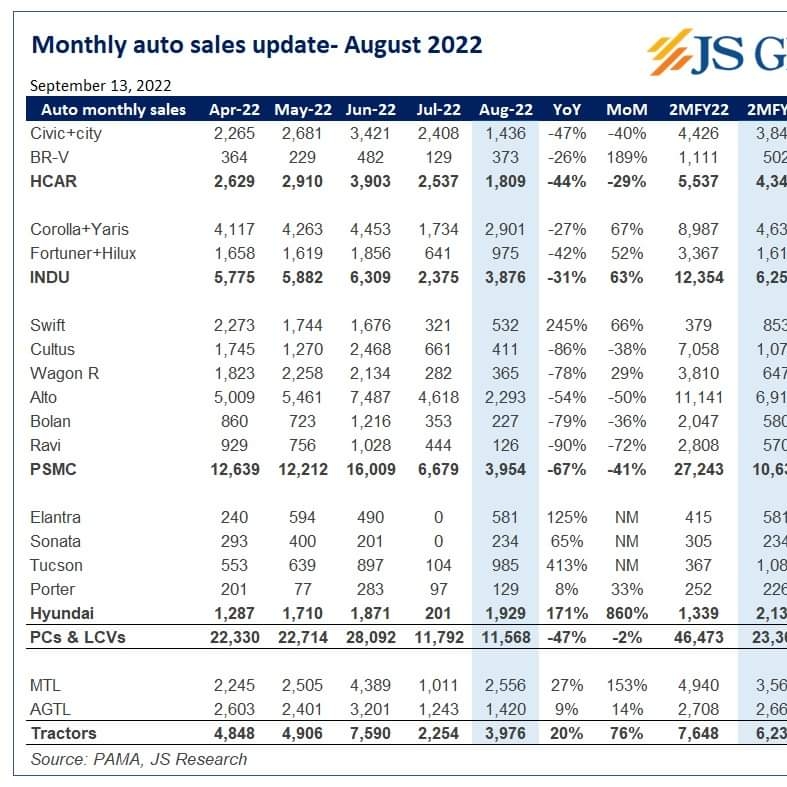 Monthly auto sales update- August 2022
JS G
September 13, 2022
Auto monthly sales Apr-22 May-22 Jun-22 Jul-22 Aug-22 YoY MoM 2MFY22 2MFY
Civic+city 2,265 2,681 3,421 2,408 1,436 -47% -40% 4,426 3,84
BR-V 364 229 482 129 373 -26% 189% 1,111 502
HCAR 2,629 2,910 3,903 2,537 1,809 -44% -29% 5,537 4,34
Corolla+Yaris 4,117 4,263 4,453 1,734 2,901 -27% 67% 8,987 4,63
Fortuner+Hilux 1,658 1,619 1,856 641 975 -42% 52% 3,367 1,61
INDU 5,775 5,882 6,309 2,375 3,876 -31% 63% 12,354 6,25
Swift 2,273 1,744 1,676 321 532 245% 66% 379 853
Cultus 1,745 1,270 2,468 661 411 -86% -38% 7,058 1,07
Wagon R 1,823 2,258 2,134 282 365 -78% 29% 3,810 647
Alto 5,009 5,461 7,487 4,618 2,293 -54% -50% 11,141 6,91
Bolan 860 723 1,216 353 227 -79% -36% 2,047 580
Ravi 929 756 1,028 444 126 -90% -72% 2,808 570
PSMC 12,639 12,212 16,009 6,679 3,954 -67% -41% 27,243 10,63
Elantra 240 594 490 0 581 125% NM 415 581
Sonata 293 400 201 0 234 65% NM 305 234
Tucson 553 639 897 104 985 413% NM 367 1,08
Porter 201 77 283 97 129 8% 33% 252 226
Hyundai 1,287 1,710 1,871 201 1,929 171% 860% 1,339 2,13
PCs & LCVs 22,330 22,714 28,092 11,792 11,568 -47% -2% 46,473 23,36
MTL 2,245 2,505 4,389 1,011 2,556 27% 153% 4,940 3,56
AGTL 2,603 2,401 3,201 1,243 1,420 9% 14% 2,708 2,66
Tractors 4,848 4,906 7,590 2,254 3,976 20% 76% 7,648 6,23
Source: PAMA, JS Research